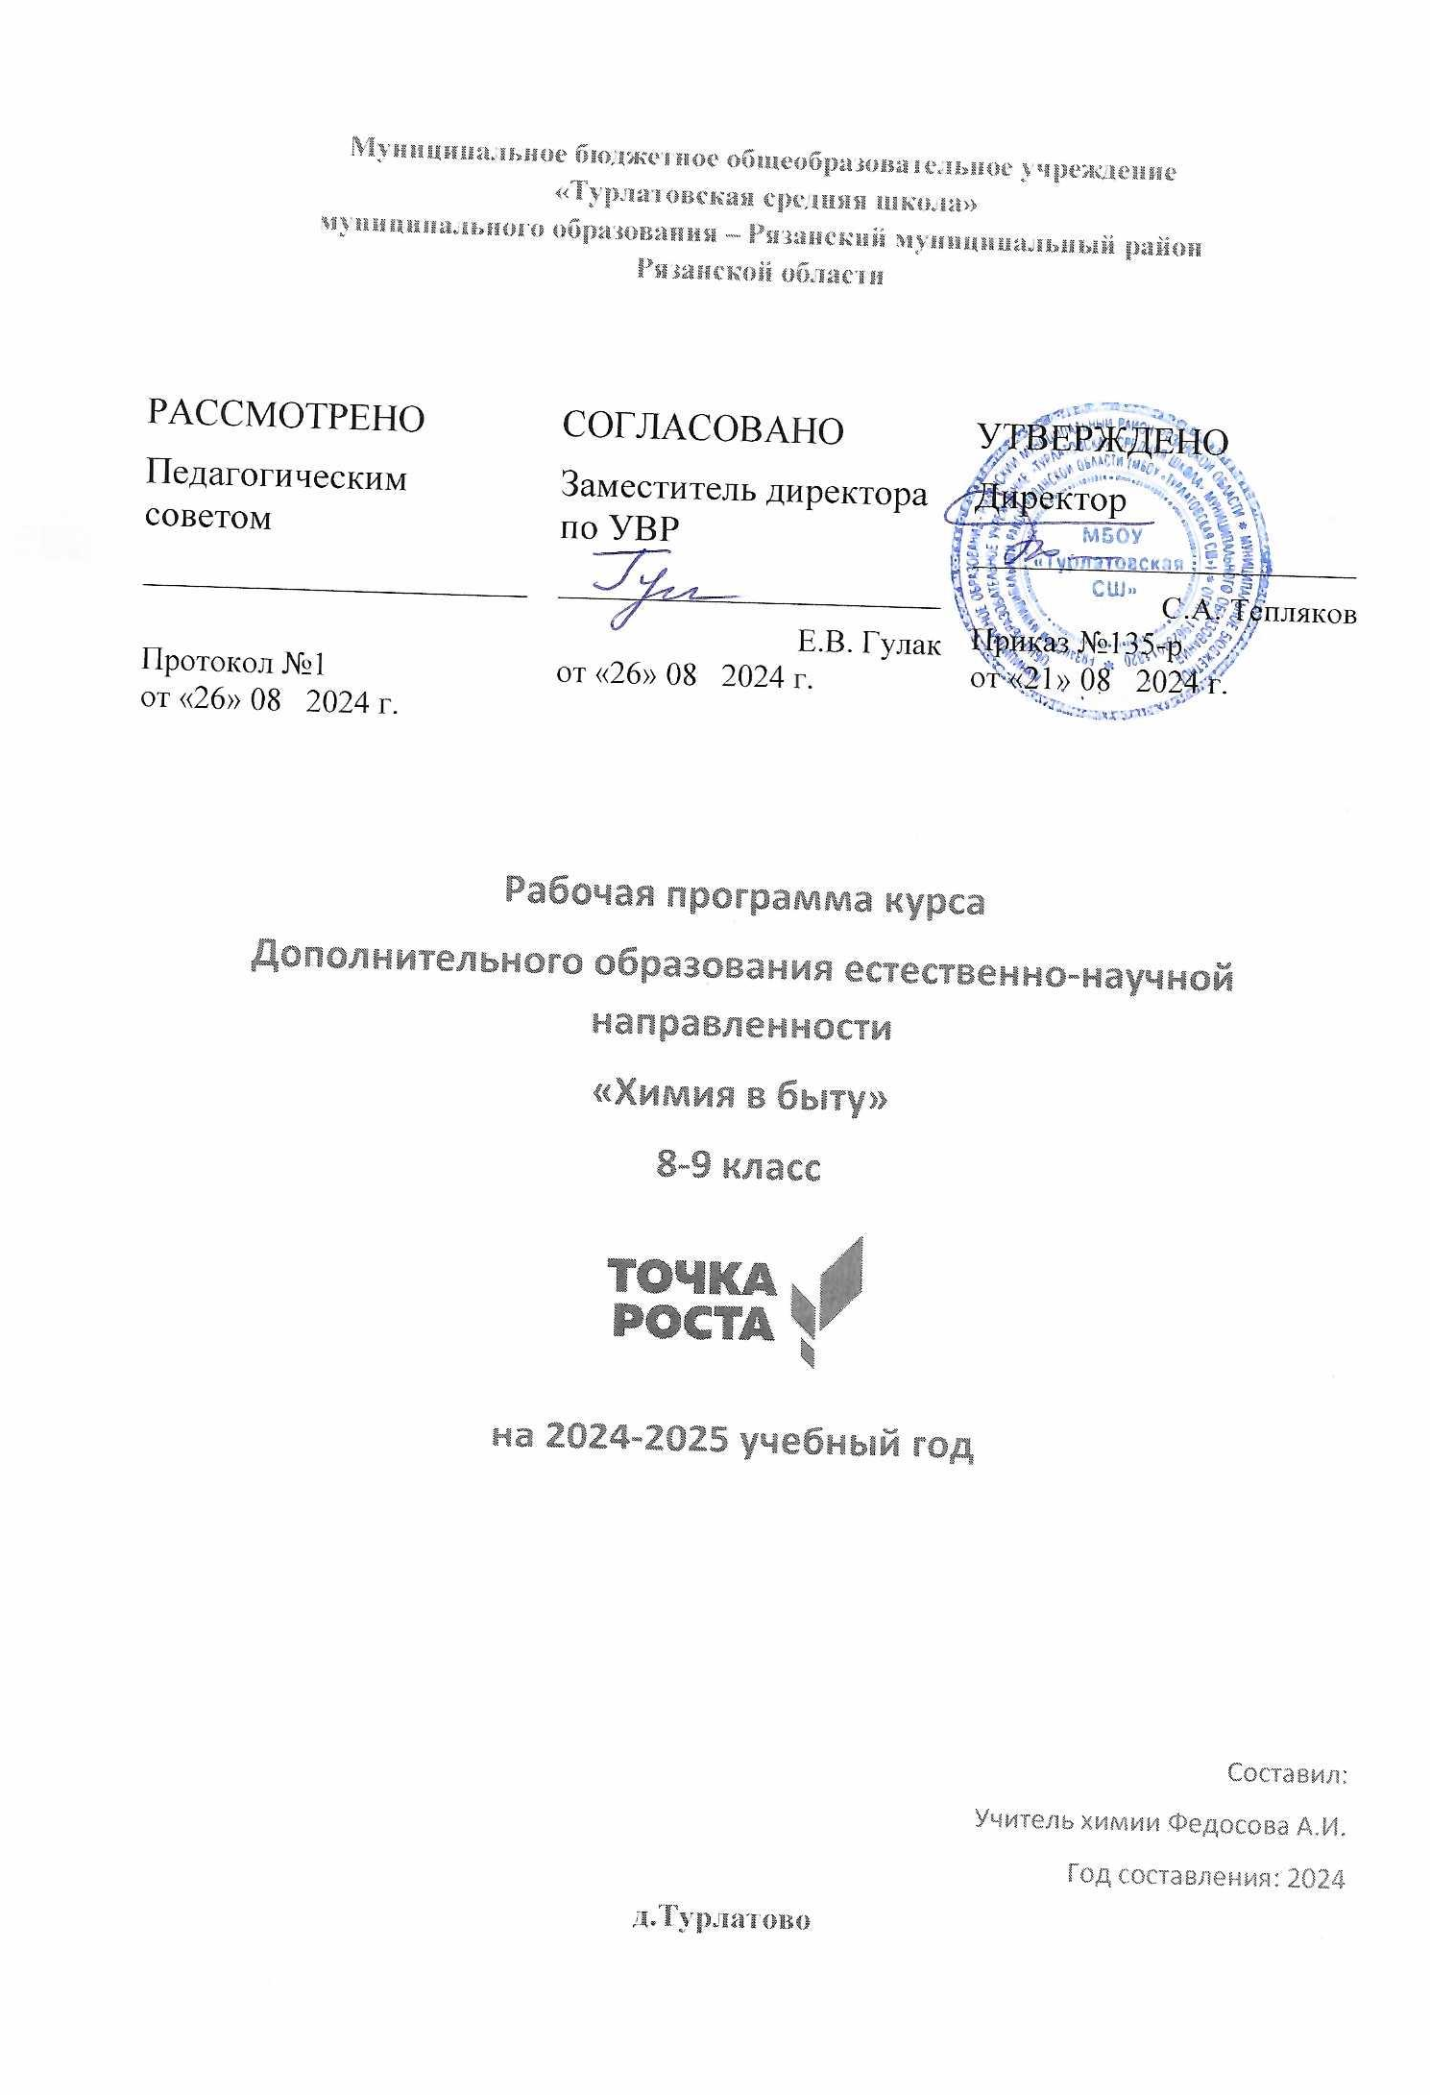 Муниципальное бюджетное общеобразовательное учреждение
«Турлатовская средняя школа»
муниципального образования – Рязанский муниципальный район
Рязанской области
РАССМОТРЕНО
Педагогическим
советом
Протокол №1
от «26» 08 2024 г.
СОГЛАСОВАНО
Заместитель директора
по УВР
Е.В. Гулак
от «26» 08 2024 г.
УТВЕРЖДЕНО
Директор
МБОУ
«Турлатовская
СШ»
С.А. Тепляков
Приказ №135-р
от «21» 08 2024 г.
Рабочая программа курса
Дополнительного образования естественно-научной
направленности
«Химия в быту»
8-9 класс
ТОЧКА
РОСТА
на 2024-2025 учебный год
Составил:
Учитель химии Федосова А.И.
Год составления: 2024
д.Турлатово